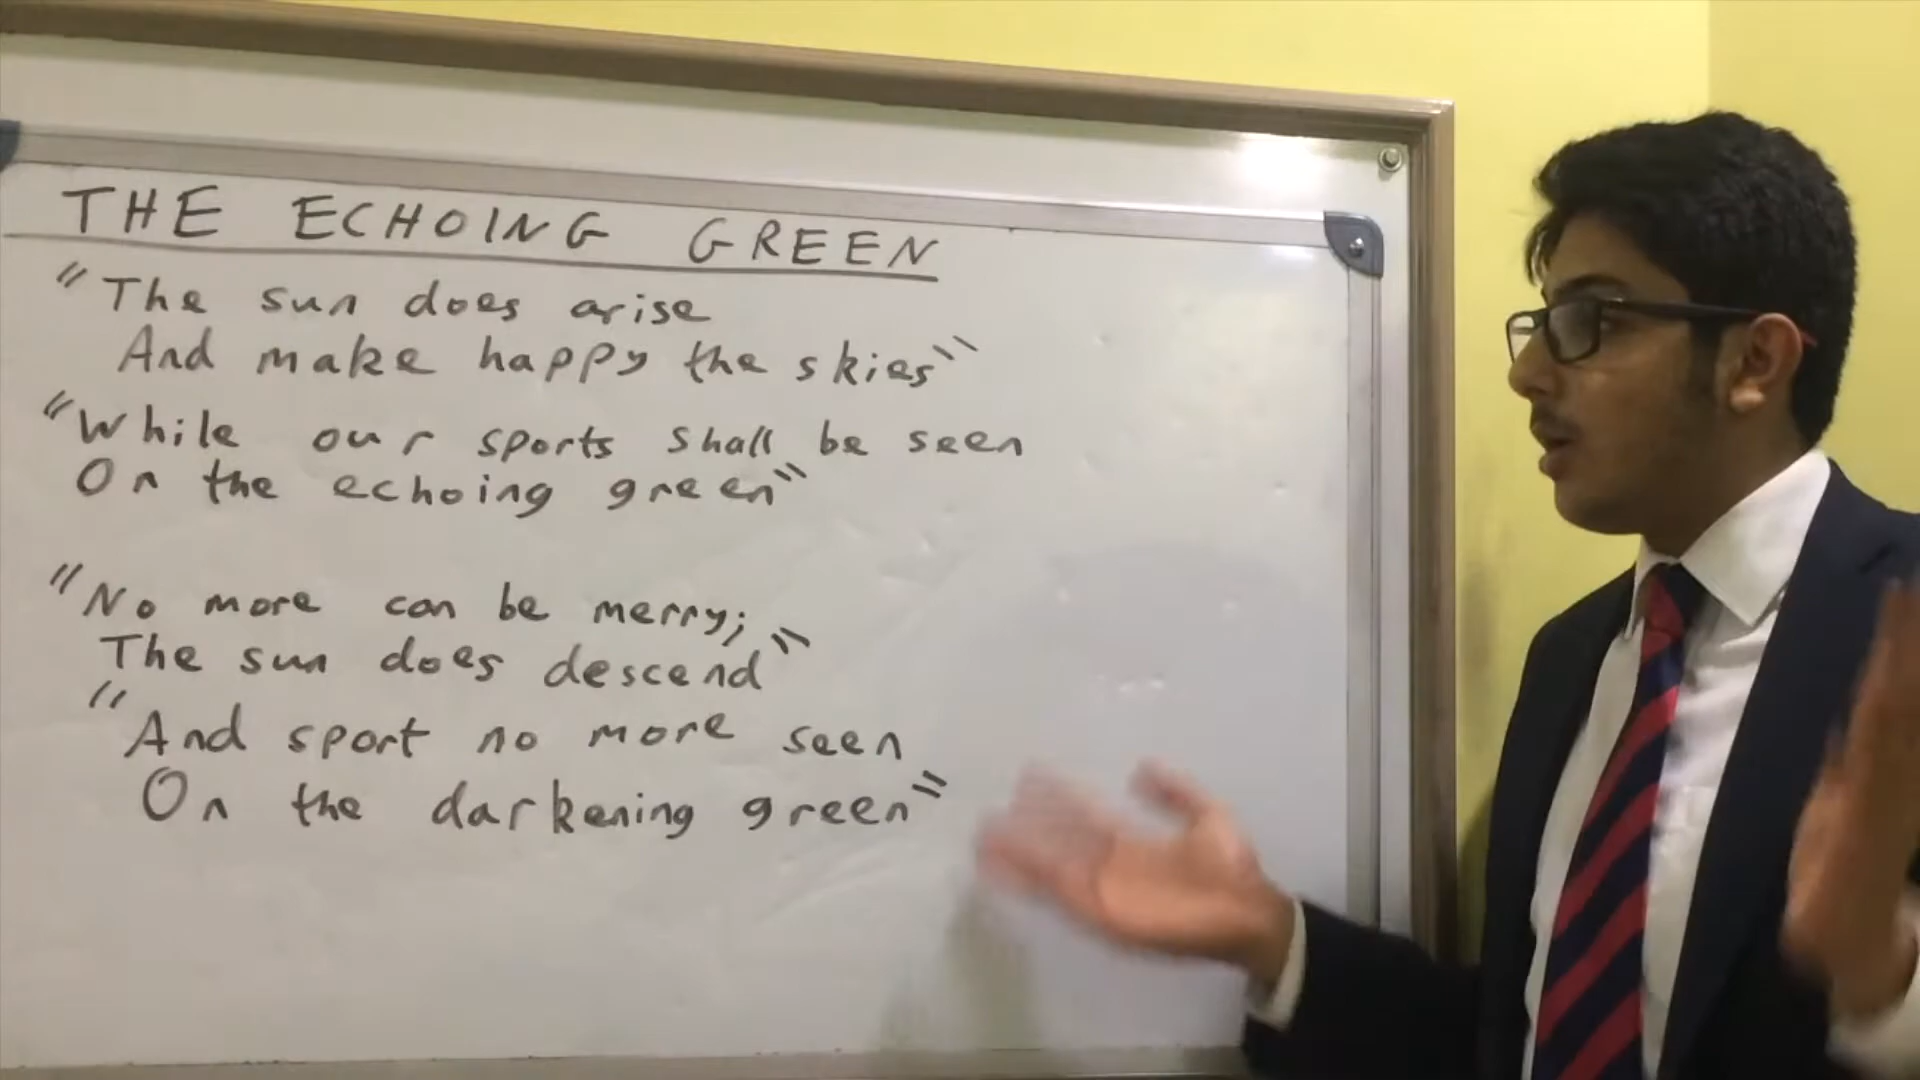 THE ECHOING GREEN
"The sun does arise
And make happy the skies"
"While our sports shall be seen
On the echoing green"
"No more can be merry;
The sun does descend"
"And sport no more seen
On the darkening green"